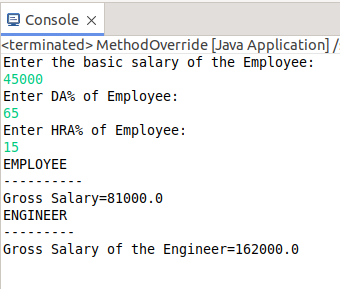 Console
<terminated> MethodOverride [Java Application] /
Enter the basic salary of the Employee:
45000
Enter DA% of Employee:
65
Enter HRA% of Employee:
15
EMPLOYEE
----------
Gross Salary=81000.0
ENGINEER
---------
Gross Salary of the Engineer=162000.0